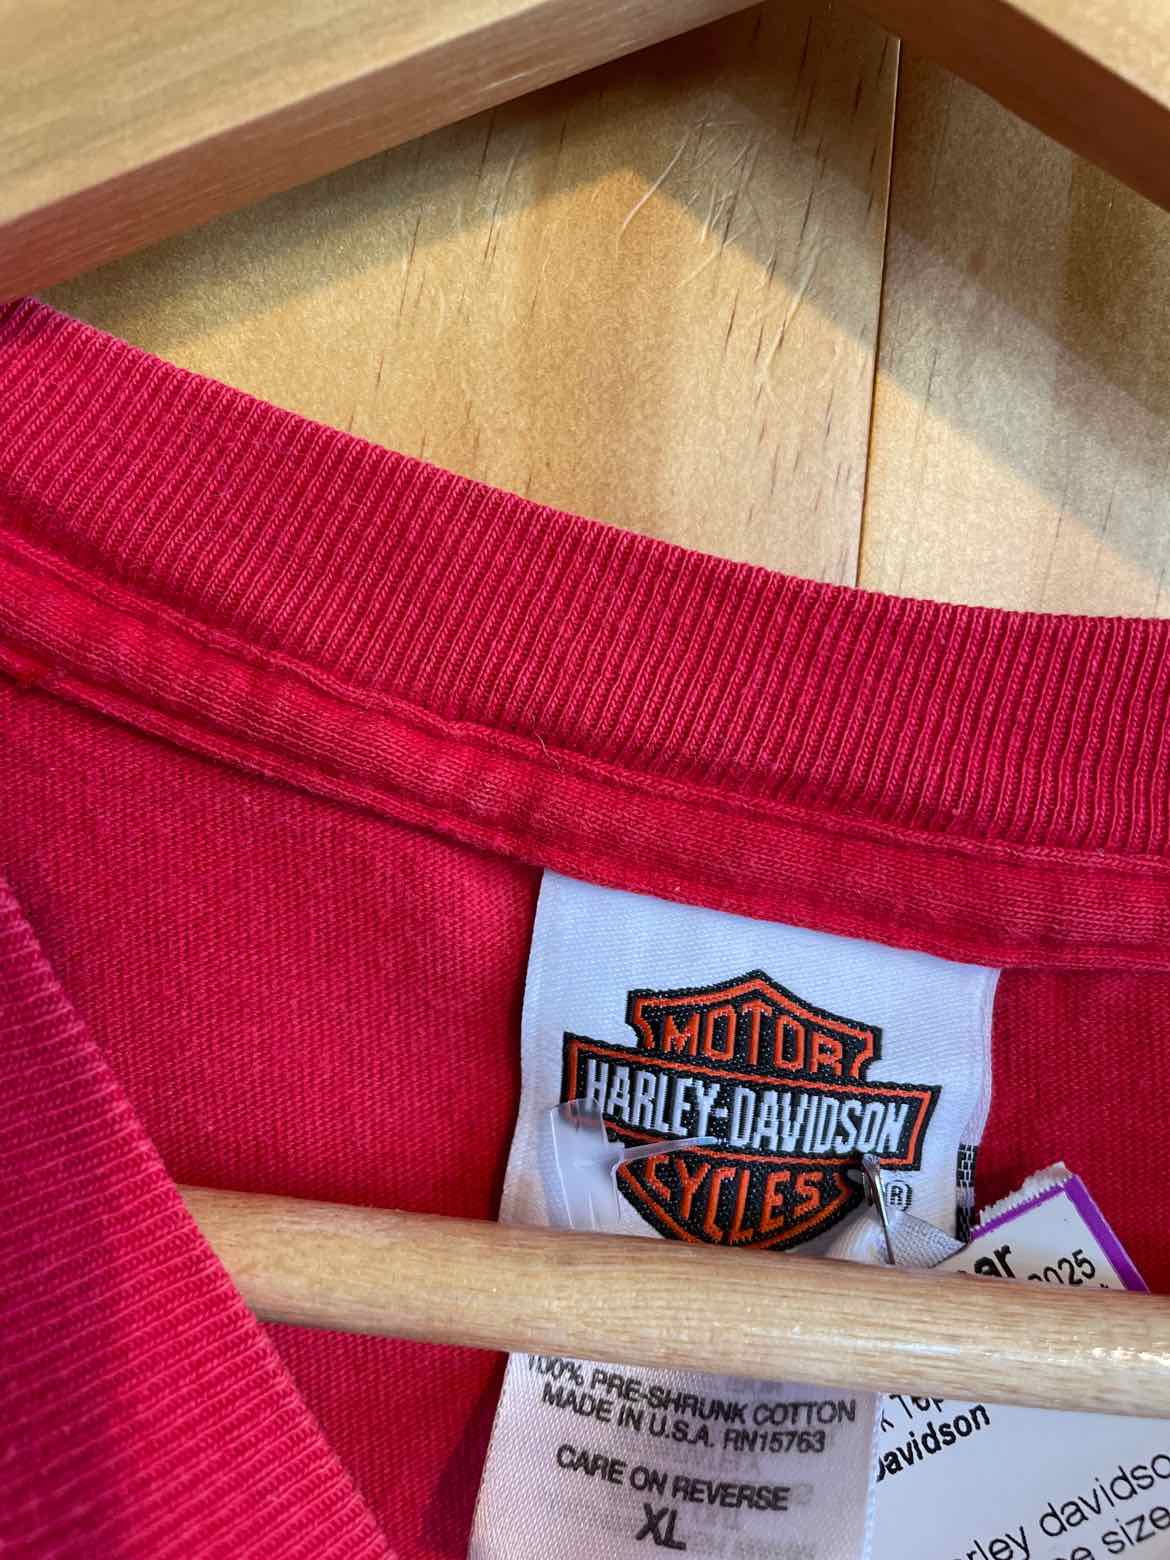 MOTOR
HARLEY-DAVIDSON
CYCLES
®
2025
100% PRE-SHRUNK COTTON
MADE IN U.S.A. RN15763
CARE ON REVERSE
XL
davidson